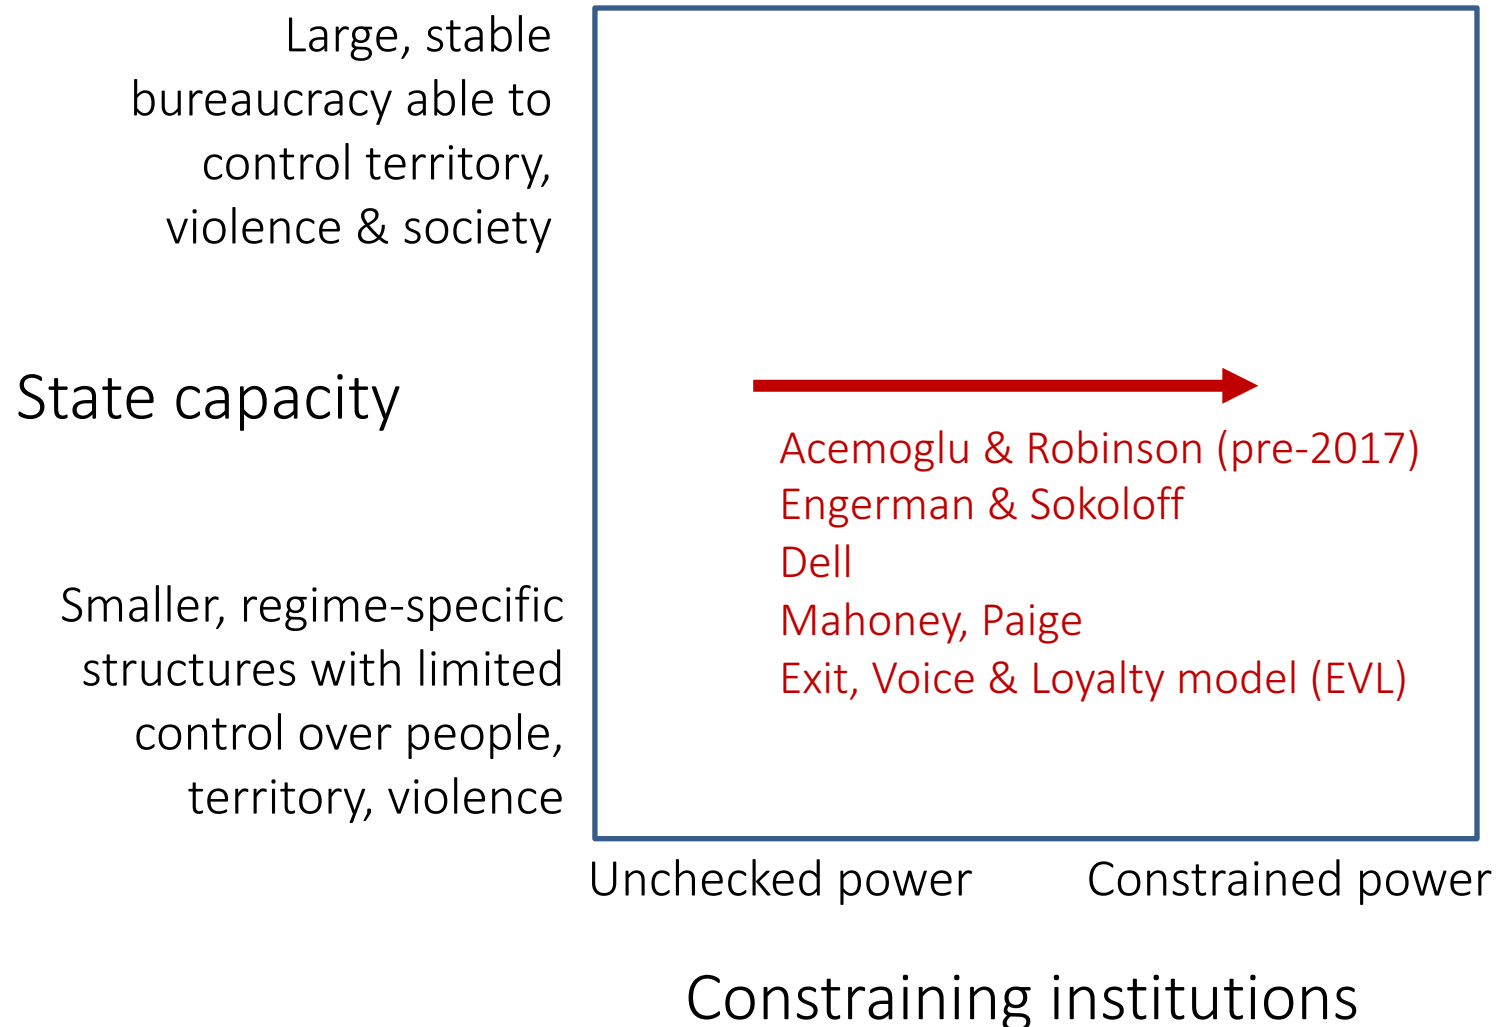 Large, stable
bureaucracy able to
control territory,
violence & society
State capacity
Smaller, regime-specific
structures with limited
control over people,
territory, violence
Acemoglu & Robinson (pre-2017)
Engerman & Sokoloff
Dell
Mahoney, Paige
Exit, Voice & Loyalty model (EVL)
Unchecked power
Constrained power
Constraining institutions